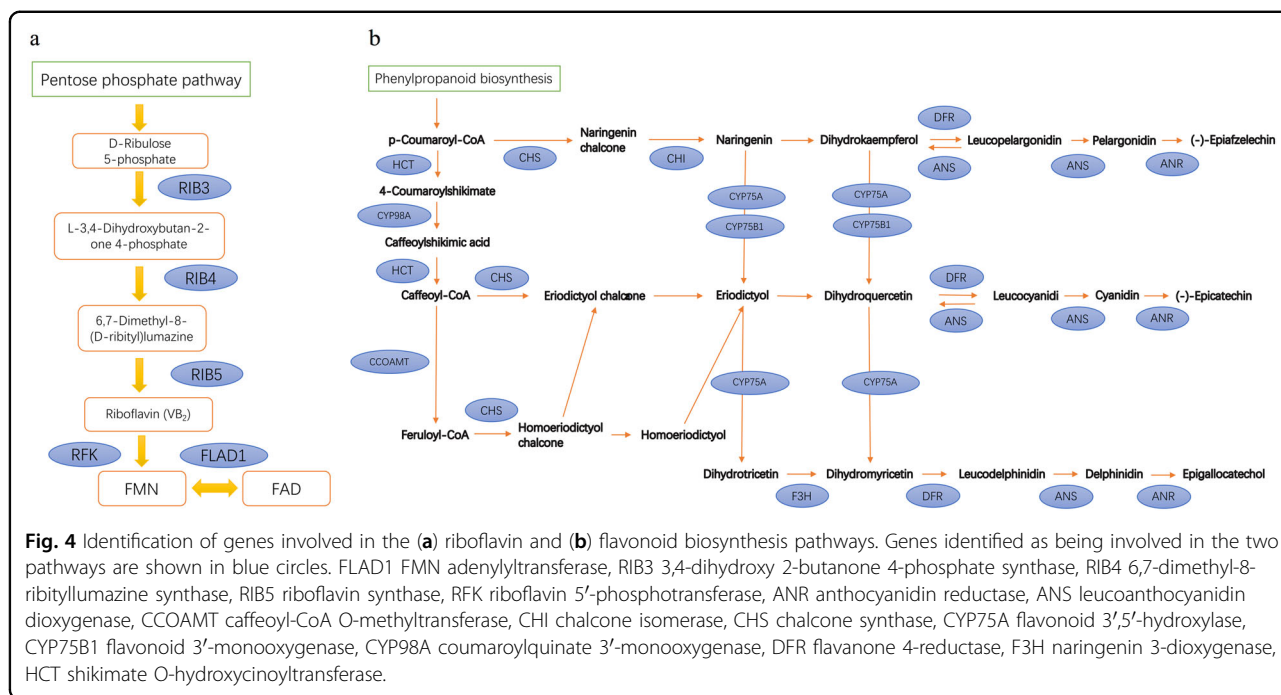 a
Pentose phosphate pathway
D-Ribulose
5-phosphate
RIB3
L-3,4-Dihydroxybutan-2-
one 4-phosphate
RIB4
6,7-Dimethyl-8-
(D-ribityl)lumazine
RIB5
Riboflavin (VB2)
RFK
FLAD1
FMN
FAD
b
Phenylpropanoid biosynthesis
p-Coumaroyl-CoA
CHS
Naringenin
chalcone
CHI
Naringenin
Dihydrokaempferol
DFR
ANS
Leucopelargonidin
ANS
Pelargonidin
ANR
(-)-Epiafzelechin
HCT
4-Coumaroylshikimate
CYP98A
Caffeoylshikimic acid
HCT
CYP75A
CYP75B1
CYP75A
CYP75B1
Caffeoyl-CoA
CHS
Eriodictyol chalcone
Eriodictyol
Dihydroquercetin
DFR
ANS
Leucocyanidi
ANS
Cyanidin
ANR
(-)-Epicatechin
CCOAMT
CYP75A
CYP75A
Feruloyl-CoA
CHS
Homoeriodictyol
chalcone
Homoeriodictyol
Dihydrotricetin
F3H
Dihydromyricetin
DFR
Leucodelphinidin
ANS
Delphinidin
ANR
Epigallocatechol
Fig. 4 Identification of genes involved in the (a) riboflavin and (b) flavonoid biosynthesis pathways. Genes identified as being involved in the two
pathways are shown in blue circles. FLAD1 FMN adenylyltransferase, RIB3 3,4-dihydroxy 2-butanone 4-phosphate synthase, RIB4 6,7-dimethyl-8-
ribityllumazine synthase, RIB5 riboflavin synthase, RFK riboflavin 5′-phosphotransferase, ANR anthocyanidin reductase, ANS leucoanthocyanidin
dioxygenase, CCOAMT caffeoyl-CoA O-methyltransferase, CHI chalcone isomerase, CHS chalcone synthase, CYP75A flavonoid 3′,5′-hydroxylase,
CYP75B1 flavonoid 3′-monooxygenase, CYP98A coumaroylquinate 3′-monooxygenase, DFR flavanone 4-reductase, F3H naringenin 3-dioxygenase,
HCT shikimate O-hydroxycinoyltransferase.